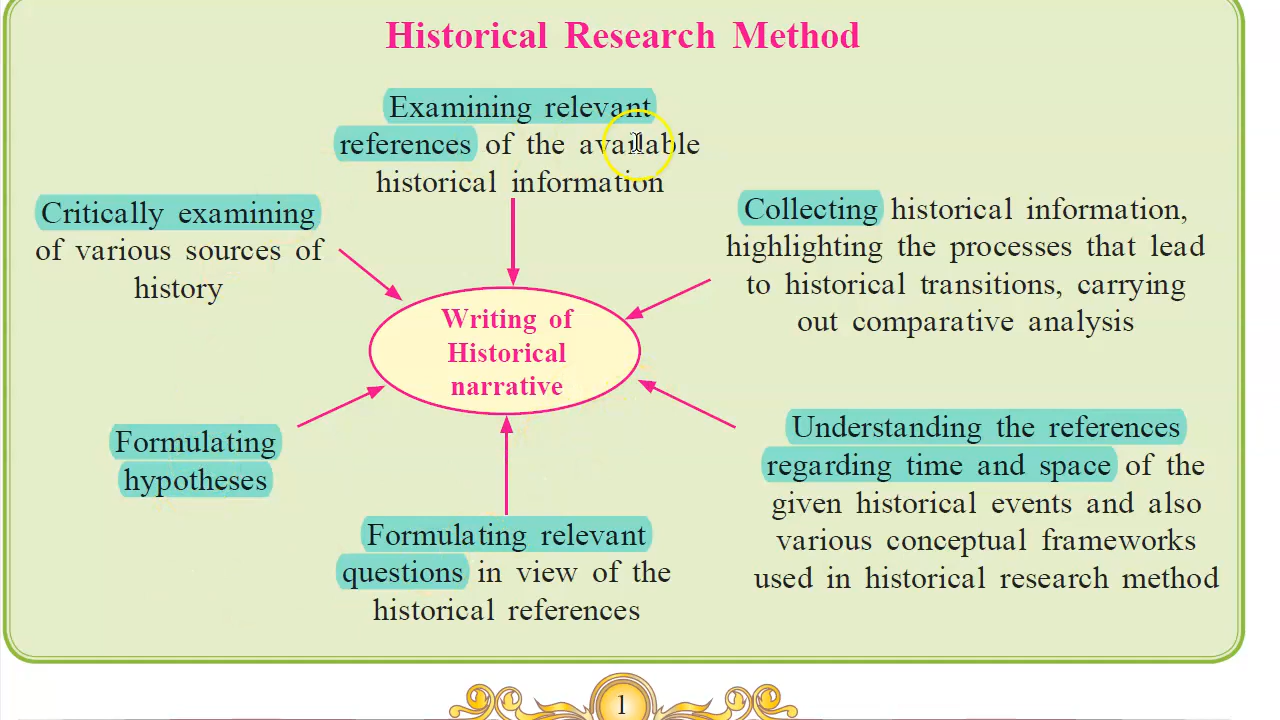 Historical Research Method
Examining relevant
references of the available
historical information
Critically examining
of various sources of
history
Collecting historical information,
highlighting the processes that lead
to historical transitions, carrying
out comparative analysis
Writing of
Historical
narrative
Formulating
hypotheses
Understanding the references
regarding time and space of the
given historical events and also
various conceptual frameworks
used in historical research method
Formulating relevant
questions in view of the
historical references
1